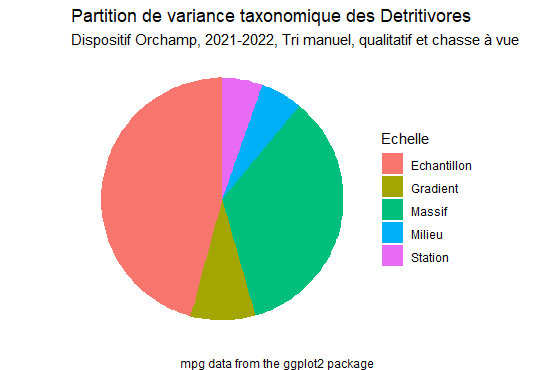 Partition de variance taxonomique des Detritivores
Dispositif Orchamp, 2021-2022, Tri manuel, qualitatif et chasse à vue
Echelle
Echantillon
Gradient
Massif
Milieu
Station
mpg data from the ggplot2 package